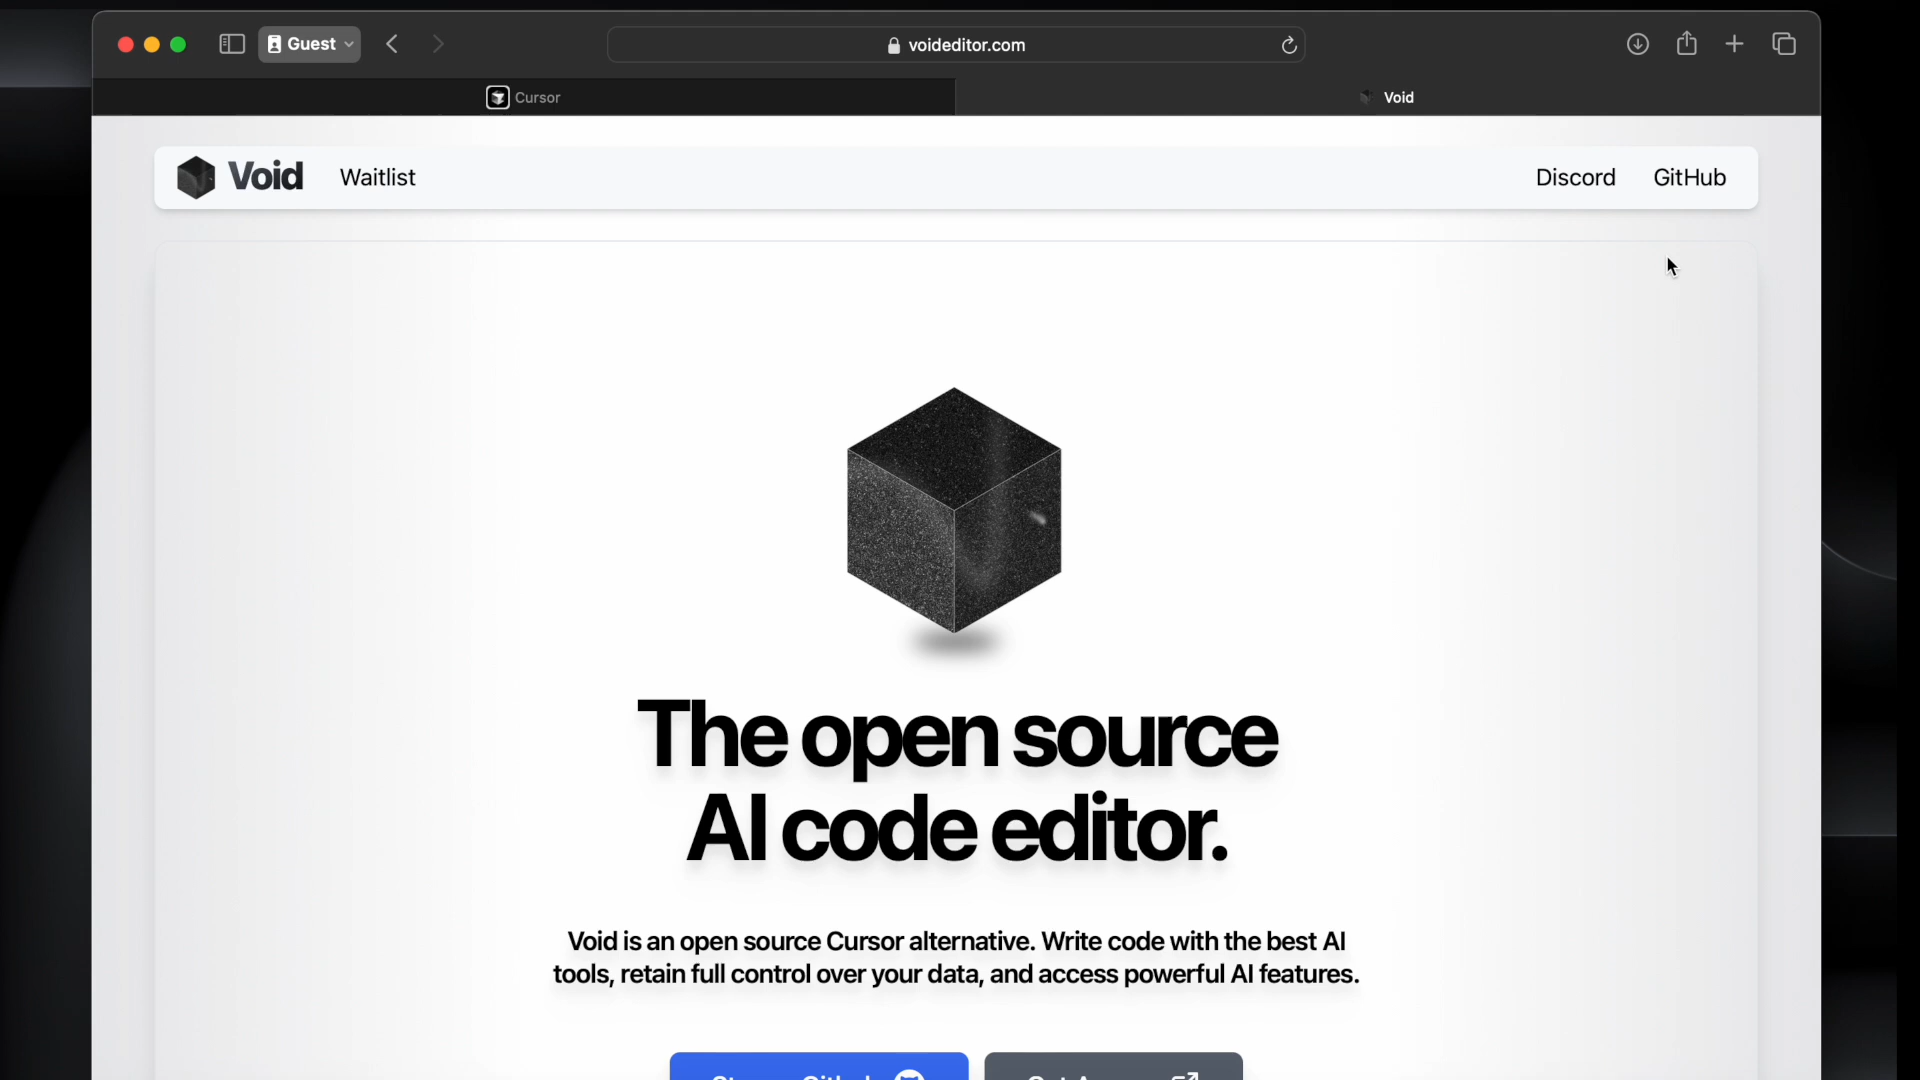 Guest
voideditor.com
Cursor
Void
Void
Waitlist
Discord
GitHub
The open source
AI code editor.
Void is an open source Cursor alternative. Write code with the best AI
tools, retain full control over your data, and access powerful AI features.